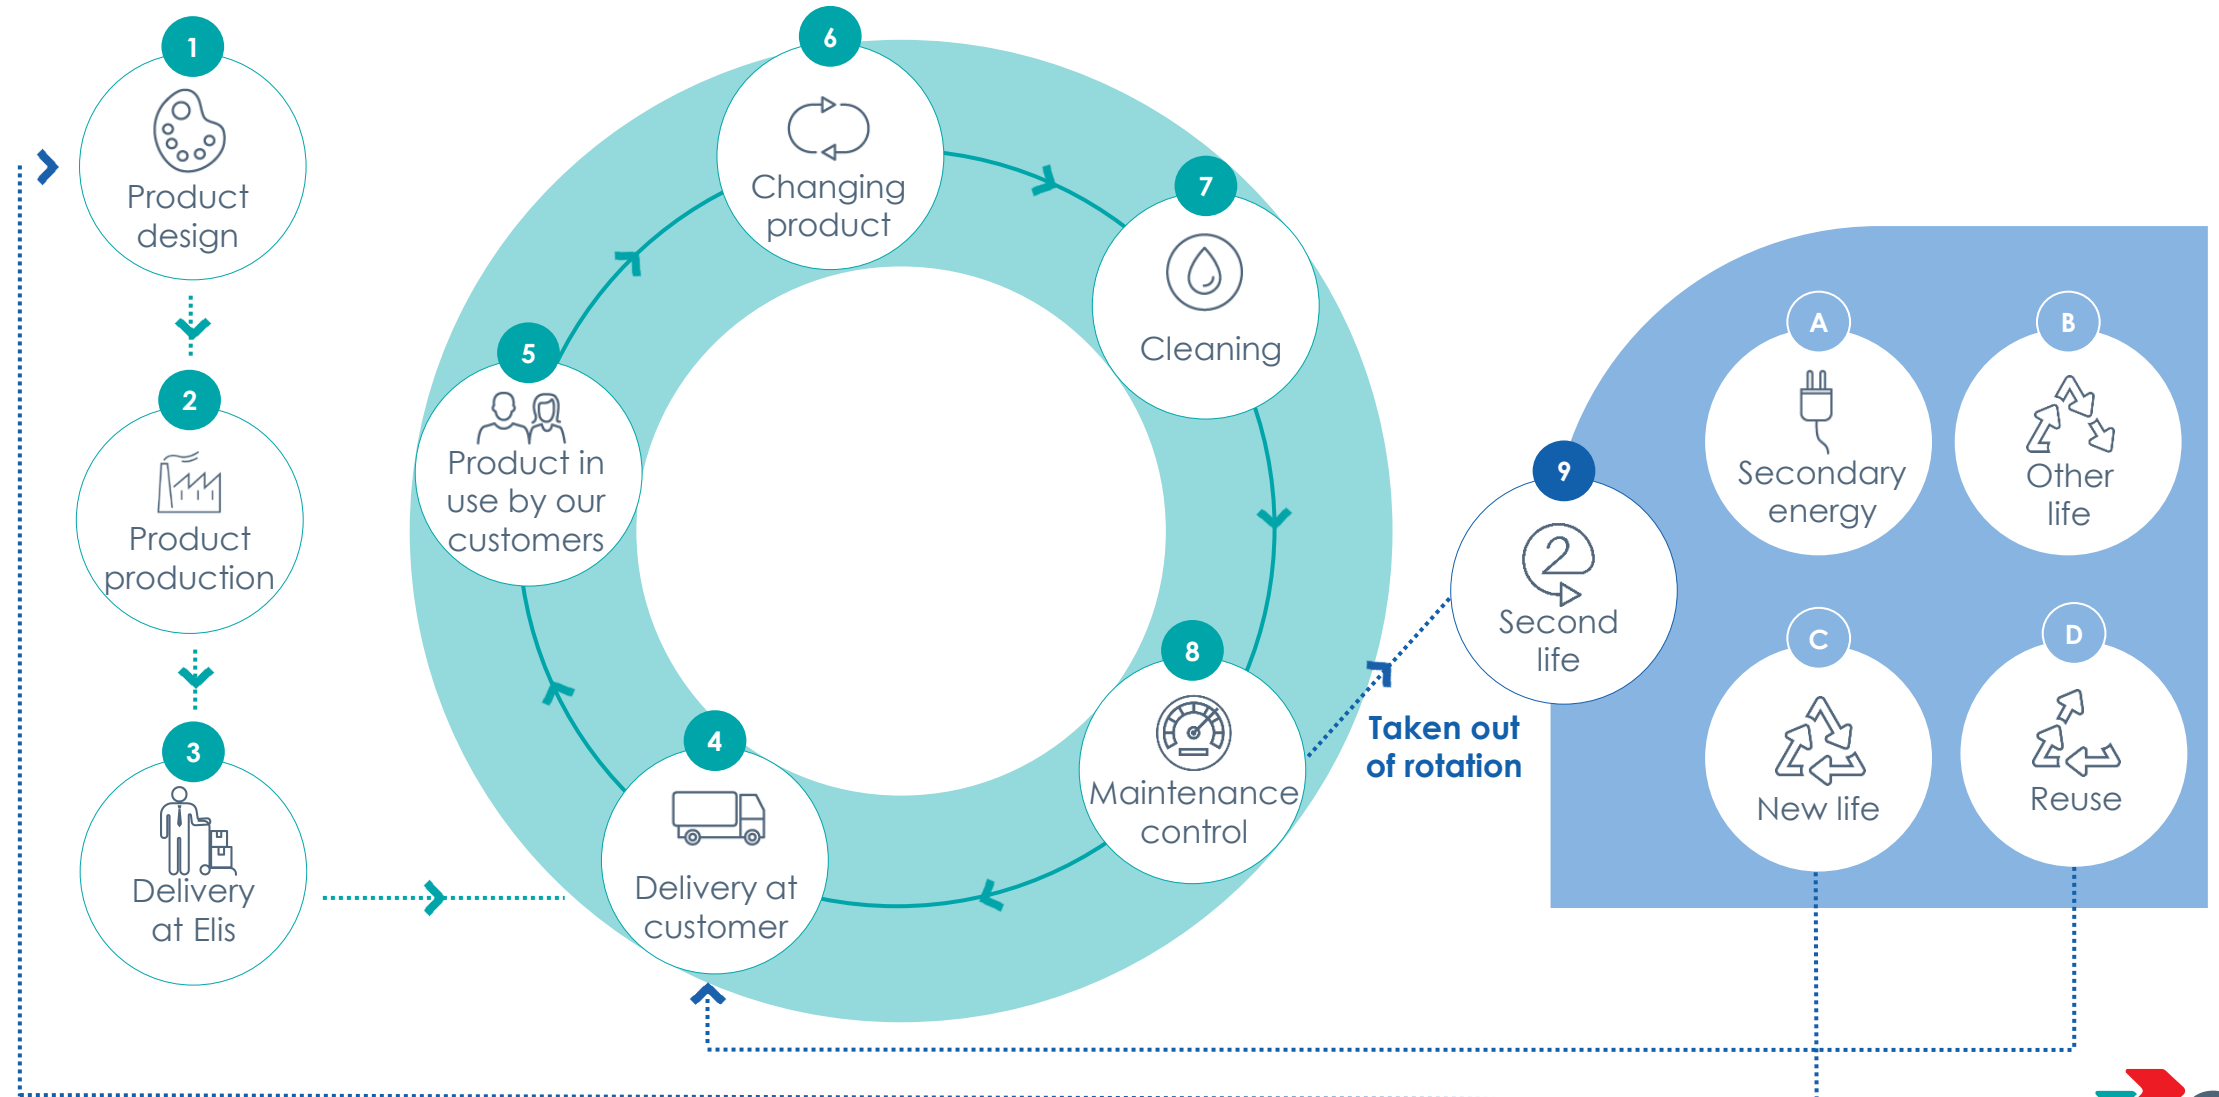 1
Product
design
2
Product
production
3
Delivery
at Elis
4
Delivery at
customer
5
Product in
use by our
customers
6
Changing
product
7
Cleaning
8
Maintenance
control
Taken out
of rotation
9
2
Second
life
A
Secondary
energy
B
Other
life
C
New life
D
Reuse